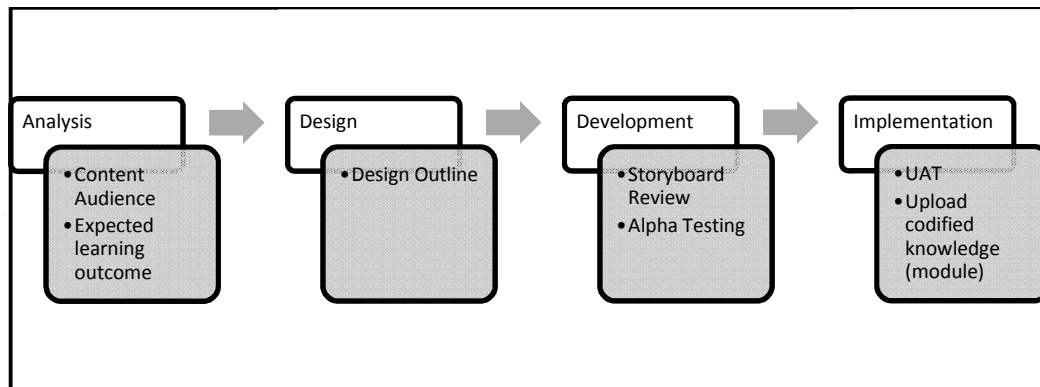 Analysis
• Content
Audience
• Expected
learning
outcome
Design
• Design Outline
Development
• Storyboard
Review
• Alpha Testing
Implementation
• UAT
• Upload
codified
knowledge
(module)